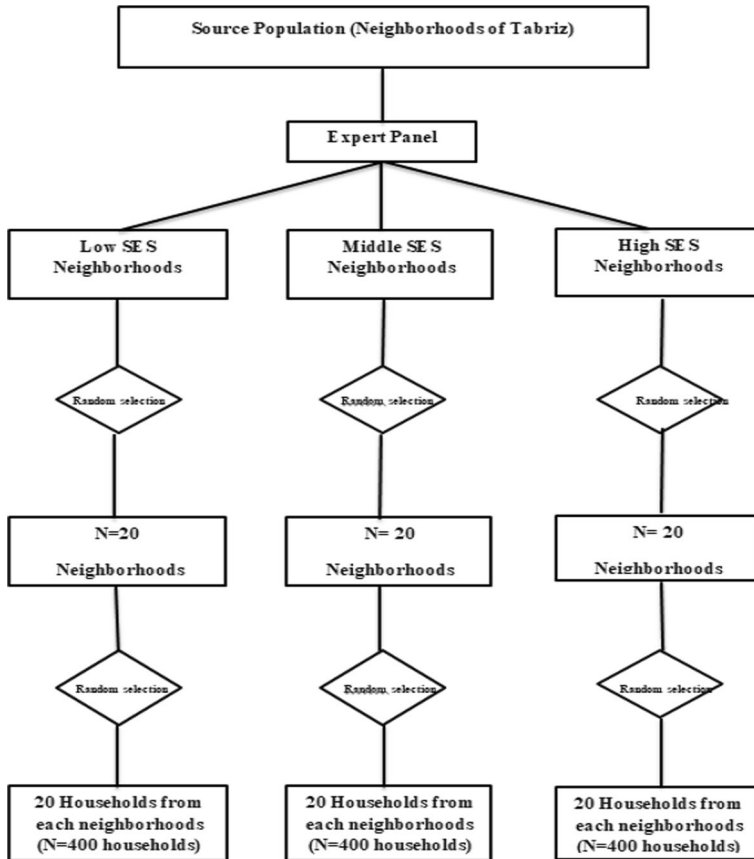 Source Population (Neighborhoods of Tabriz)
Expert Panel
Low SES
Neighborhoods
Middle SES
Neighborhoods
High SES
Neighborhoods
Random selection
Random selection
Random selection
N=20
Neighborhoods
N= 20
Neighborhoods
N= 20
Neighborhoods
Random selection
Random selection
Random selection
20 Households from
each neighborhoods
(N=400 households)
20 Households from
each neighborhoods
(N=400 households)
20 Households from
each neighborhoods
(N=400 households)